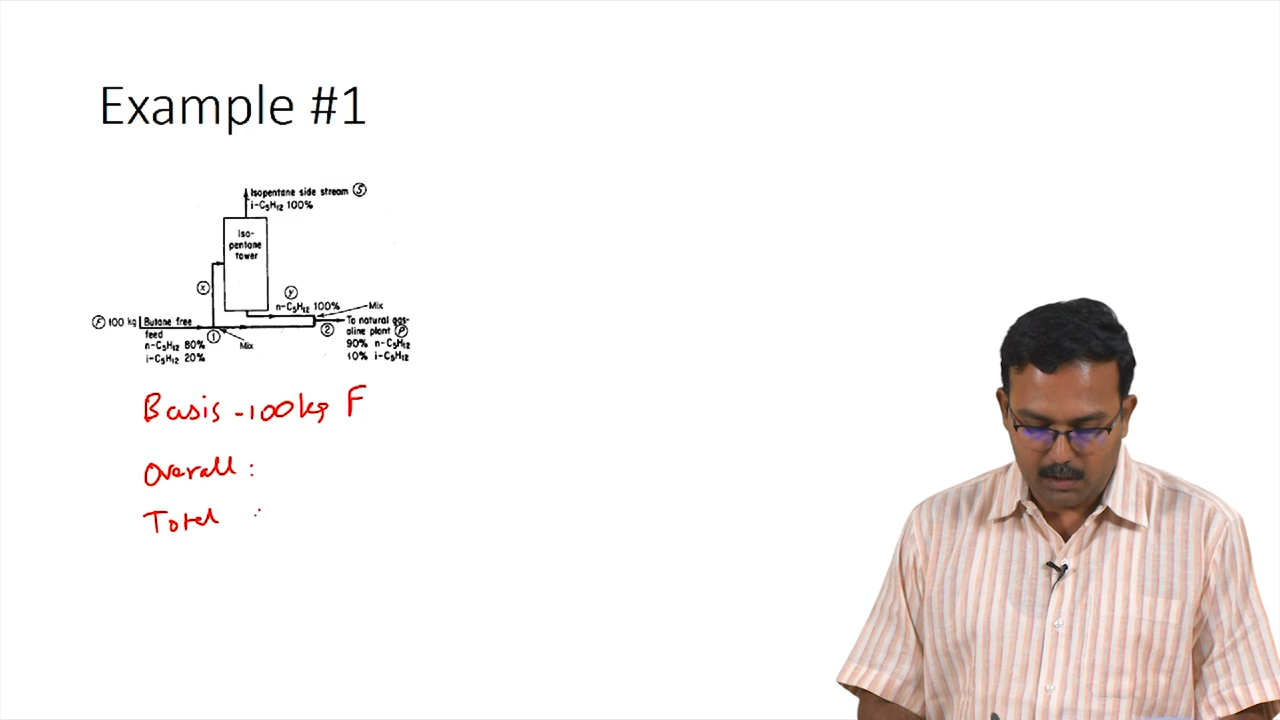 Example #1
Isopentane side stream Ⓢ
i-C5H12 100%
Iso-
pentane
tower
ⓧ
ⓨ
n-C5H12 100%
Mix
Ⓕ 100 kg Butane free
feed
n-C5H12 80%
i-C5H12 20%
①
Mix
②
To natural gas-
oline plant Ⓟ
90% n-C5H12
10% i-C5H12
Basis - 100 kg F
Overall :
Total :